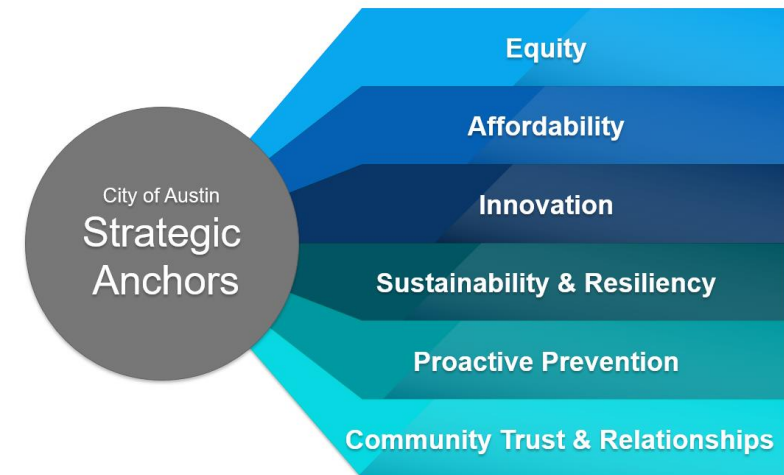 City of Austin
Strategic
Anchors
Equity
Affordability
Innovation
Sustainability & Resiliency
Proactive Prevention
Community Trust & Relationships